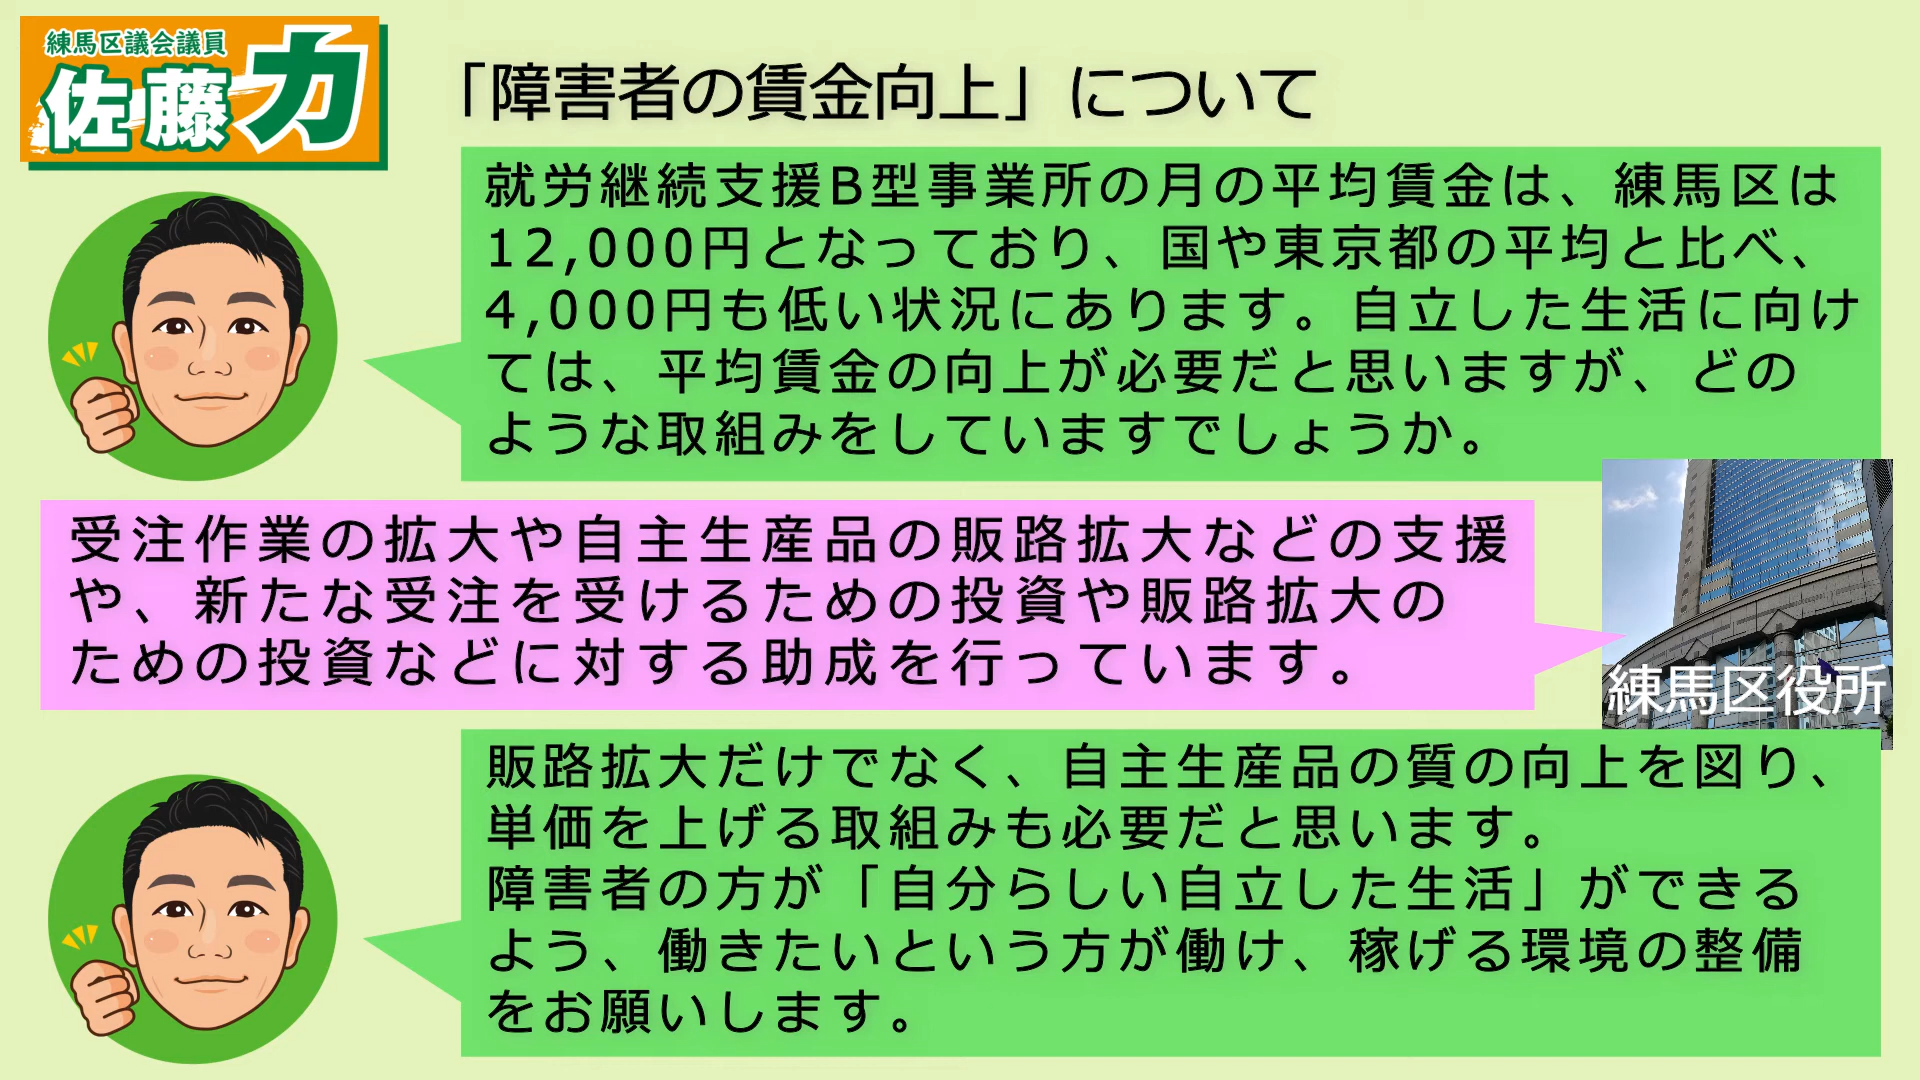 練馬区議会議員
佐藤力
「障害者の賃金向上」について
就労継続支援B型事業所の月の平均賃金は、練馬区は
12,000円となっており、国や東京都の平均と比べ、
4,000円も低い状況にあります。自立した生活に向け
ては、平均賃金の向上が必要だと思いますが、どの
ような取組みをしていますでしょうか。
受注作業の拡大や自主生産品の販路拡大などの支援
や、新たな受注を受けるための投資や販路拡大の
ための投資などに対する助成を行っています。
練馬区役所
販路拡大だけでなく、自主生産品の質の向上を図り、
単価を上げる取組みも必要だと思います。
障害者の方が「自分らしい自立した生活」ができる
よう、働きたいという方が働け、稼げる環境の整備
をお願いします。